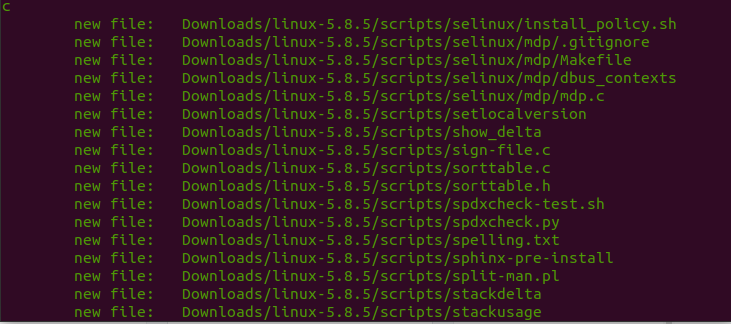 c
new file:   Downloads/linux-5.8.5/scripts/selinux/install_policy.sh
new file:   Downloads/linux-5.8.5/scripts/selinux/mdp/.gitignore
new file:   Downloads/linux-5.8.5/scripts/selinux/mdp/Makefile
new file:   Downloads/linux-5.8.5/scripts/selinux/mdp/dbus_contexts
new file:   Downloads/linux-5.8.5/scripts/selinux/mdp/mdp.c
new file:   Downloads/linux-5.8.5/scripts/setlocalversion
new file:   Downloads/linux-5.8.5/scripts/show_delta
new file:   Downloads/linux-5.8.5/scripts/sign-file.c
new file:   Downloads/linux-5.8.5/scripts/sorttable.c
new file:   Downloads/linux-5.8.5/scripts/sorttable.h
new file:   Downloads/linux-5.8.5/scripts/spdxcheck-test.sh
new file:   Downloads/linux-5.8.5/scripts/spdxcheck.py
new file:   Downloads/linux-5.8.5/scripts/spelling.txt
new file:   Downloads/linux-5.8.5/scripts/sphinx-pre-install
new file:   Downloads/linux-5.8.5/scripts/split-man.pl
new file:   Downloads/linux-5.8.5/scripts/stackdelta
new file:   Downloads/linux-5.8.5/scripts/stackusage